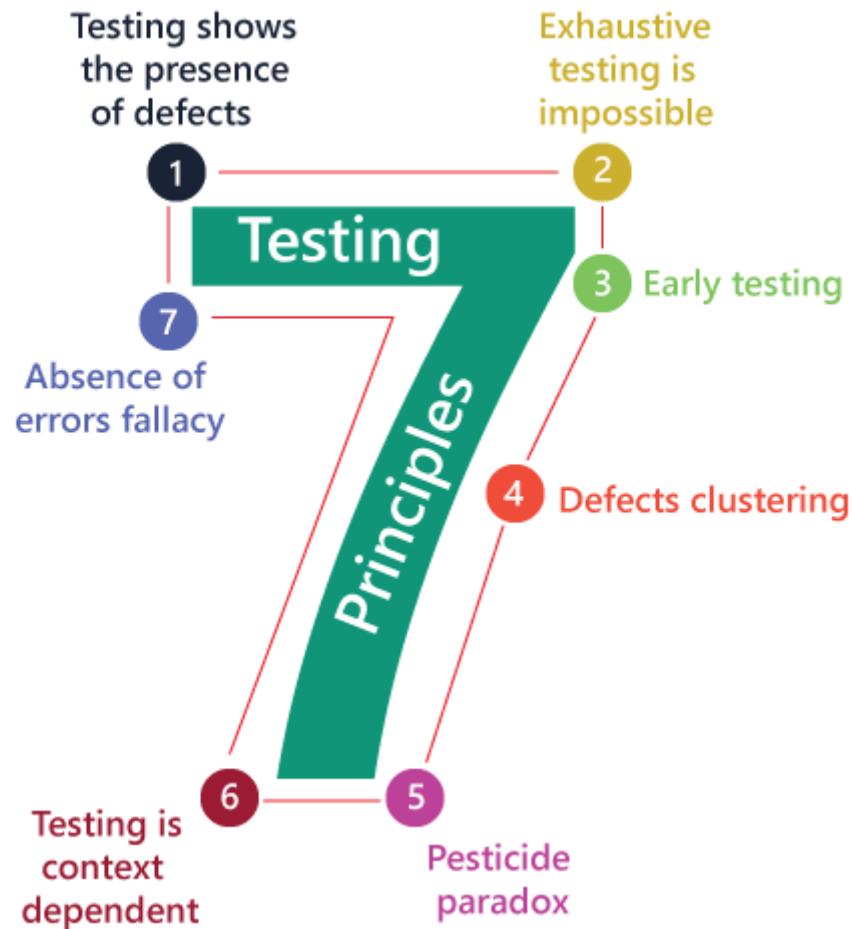 Testing shows
the presence
of defects
Exhaustive
testing is
impossible
1
2
Testing
3
Early testing
7
Absence of
errors fallacy
Principles
4
Defects clustering
6
5
Testing is
context
dependent
Pesticide
paradox